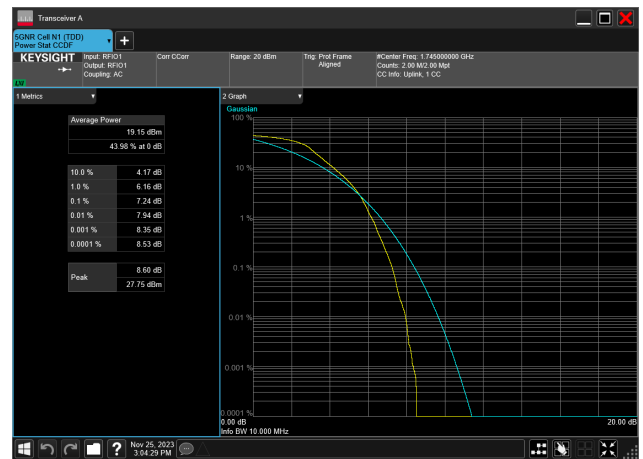 Transceiver A
5GNR Cell N1 (TDD)
Power Stat CCDF
KEYSIGHT
Input: RFIO1
Output: RFIO1
Coupling: AC
Corr CCorr
Range: 20 dBm
Trig: Prot Frame
Aligned
#Center Freq: 1.745000000 GHz
Counts: 2.00 M/2.00 Mpt
CC Info: Uplink, 1 CC
LXI
1 Metrics
Average Power
19.15 dBm
43.98 % at 0 dB
10.0 % 4.17 dB
1.0 % 6.16 dB
0.1 % 7.24 dB
0.01 % 7.94 dB
0.001 % 8.35 dB
0.0001 % 8.53 dB
Peak
8.60 dB
27.75 dBm
2 Graph
Gaussian
100 %
10 %
1 %
0.1 %
0.01 %
0.001 %
0.0001 %
0.00 dB
20.00 dB
Info BW 10.000 MHz
Nov 25, 2023
3:04:29 PM